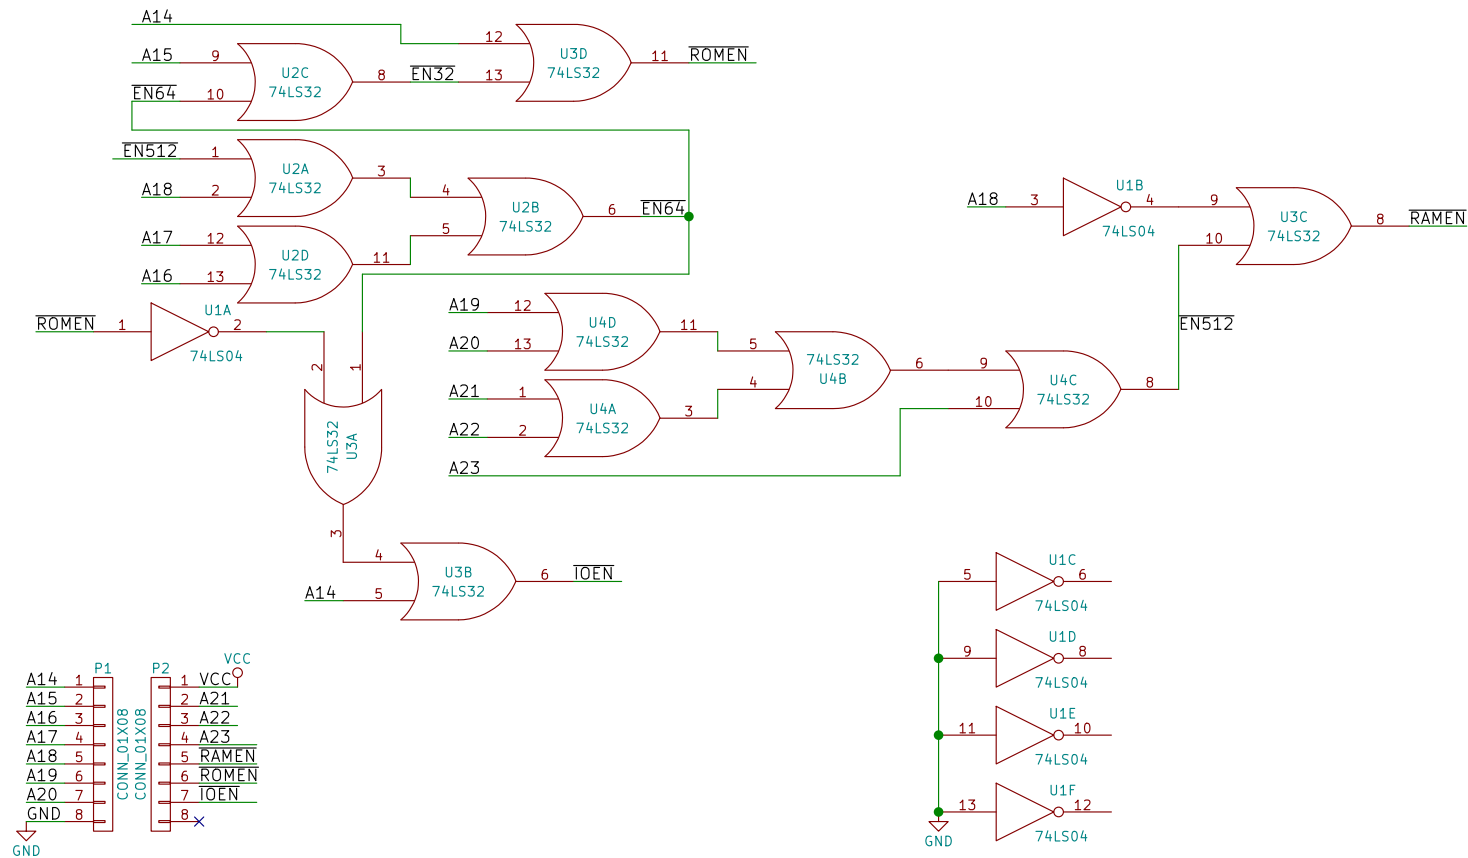 A14
12
U3D
74LS32
13
11
ROMEN
A15
9
EN64
10
U2C
74LS32
8
EN32
EN512
1
A18
2
U2A
74LS32
3
A17
12
A16
13
U2D
74LS32
11
4
5
U2B
74LS32
6
EN64
A18
3
U1B
4
74LS04
9
10
U3C
74LS32
8
RAMEN
ROMEN
1
U1A
2
74LS04
2
1
74LS32
U3A
3
A19
12
A20
13
U4D
74LS32
11
A21
1
A22
2
U4A
74LS32
3
A23
5
4
74LS32
U4B
6
9
10
U4C
74LS32
8
EN512
4
A14
5
U3B
74LS32
6
IOEN
5
U1C
6
74LS04
9
U1D
8
74LS04
11
U1E
10
74LS04
13
U1F
12
74LS04
GND
P1
A14 1
A15 2
A16 3
A17 4
A18 5
A19 6
A20 7
GND 8
GND
CONN_01X08
P2
CONN_01X08
VCC
1 VCC
2 A21
3 A22
4 A23
5 RAMEN
6 ROMEN
7 IOEN
8